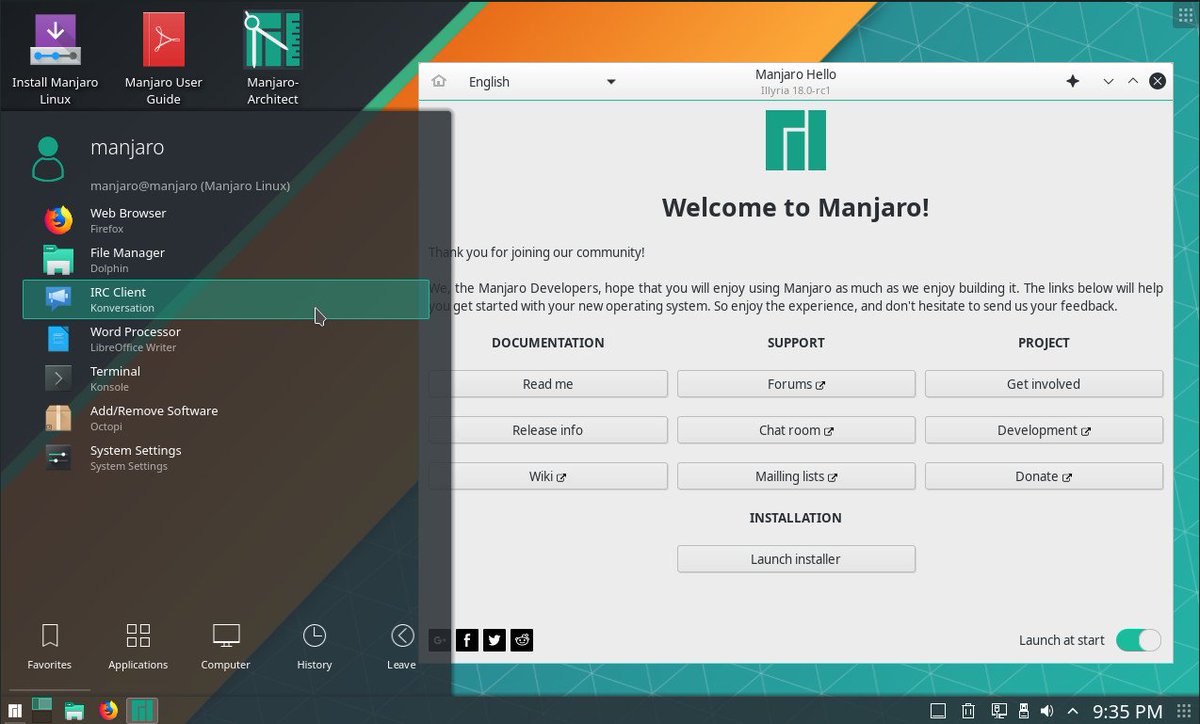 Install Manjaro
Linux
Manjaro User
Guide
Manjaro-
Architect
manjaro
manjaro@manjaro (Manjaro Linux)
Web Browser
Firefox
File Manager
Dolphin
IRC Client
Konversation
Word Processor
LibreOffice Writer
Terminal
Konsole
Add/Remove Software
Octopi
System Settings
System Settings
Favorites
Applications
Computer
History
Leave
English
Manjaro Hello
Illyria 18.0-rc1
Welcome to Manjaro!
Thank you for joining our community!
We, the Manjaro Developers, hope that you will enjoy using Manjaro as much as we enjoy building it. The links below will help
you get started with your new operating system. So enjoy the experience, and don't hesitate to send us your feedback.
DOCUMENTATION
SUPPORT
PROJECT
Read me
Forums
Get involved
Release info
Chat room
Development
Wiki
Mailling lists
Donate
INSTALLATION
Launch installer
G+
Launch at start
9:35 PM